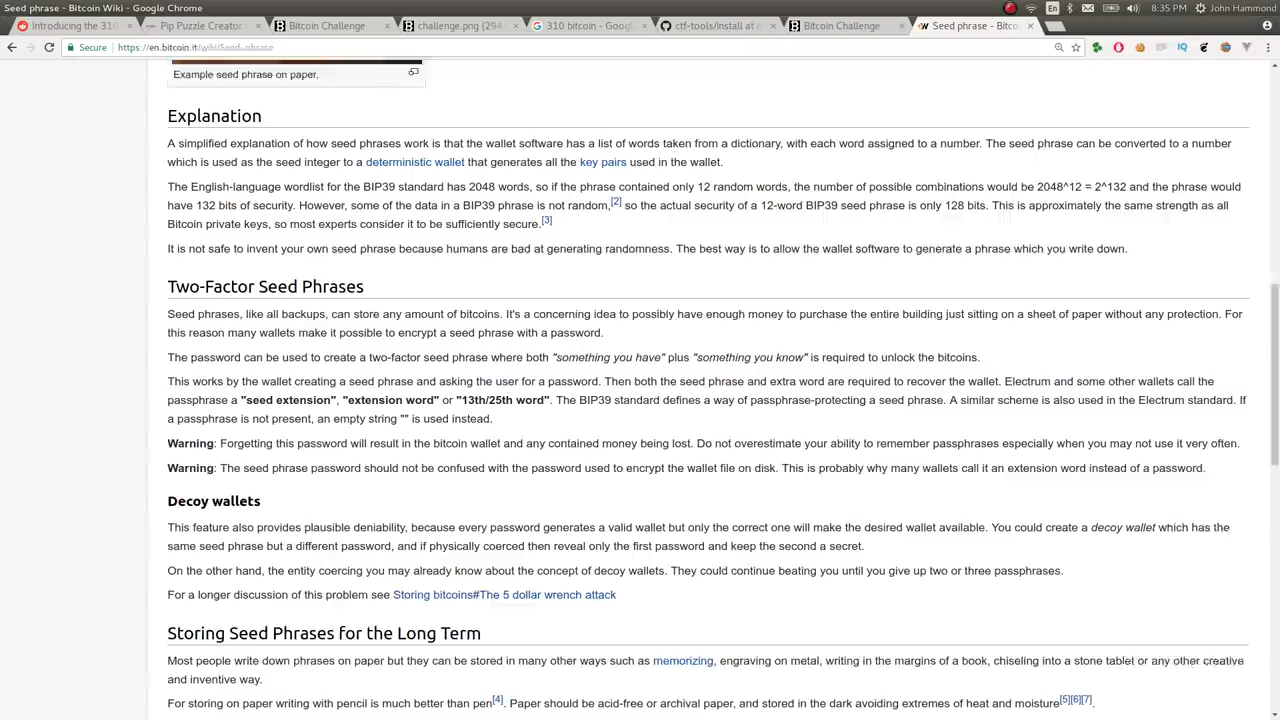 Seed phrase - Bitcoin Wiki - Google Chrome
En 8:35 PM John Hammond
Introducing the 310 Pip Puzzle Creator Bitcoin Challenge challenge.png (294 310 bitcoin - Goog ctf-tools/install at Bitcoin Challenge Seed phrase - Bitco
Secure https://en.bitcoin.it/wiki/Seed_phrase
Example seed phrase on paper.
Explanation
A simplified explanation of how seed phrases work is that the wallet software has a list of words taken from a dictionary, with each word assigned to a number. The seed phrase can be converted to a number
which is used as the seed integer to a deterministic wallet that generates all the key pairs used in the wallet.
The English-language wordlist for the BIP39 standard has 2048 words, so if the phrase contained only 12 random words, the number of possible combinations would be 2048^12 = 2^132 and the phrase would
have 132 bits of security. However, some of the data in a BIP39 phrase is not random,[2] so the actual security of a 12-word BIP39 seed phrase is only 128 bits. This is approximately the same strength as all
Bitcoin private keys, so most experts consider it to be sufficiently secure.[3]
It is not safe to invent your own seed phrase because humans are bad at generating randomness. The best way is to allow the wallet software to generate a phrase which you write down.
Two-Factor Seed Phrases
Seed phrases, like all backups, can store any amount of bitcoins. It's a concerning idea to possibly have enough money to purchase the entire building just sitting on a sheet of paper without any protection. For
this reason many wallets make it possible to encrypt a seed phrase with a password.
The password can be used to create a two-factor seed phrase where both "something you have" plus "something you know" is required to unlock the bitcoins.
This works by the wallet creating a seed phrase and asking the user for a password. Then both the seed phrase and extra word are required to recover the wallet. Electrum and some other wallets call the
passphrase a "seed extension", "extension word" or "13th/25th word". The BIP39 standard defines a way of passphrase-protecting a seed phrase. A similar scheme is also used in the Electrum standard. If
a passphrase is not present, an empty string "" is used instead.
Warning: Forgetting this password will result in the bitcoin wallet and any contained money being lost. Do not overestimate your ability to remember passphrases especially when you may not use it very often.
Warning: The seed phrase password should not be confused with the password used to encrypt the wallet file on disk. This is probably why many wallets call it an extension word instead of a password.
Decoy wallets
This feature also provides plausible deniability, because every password generates a valid wallet but only the correct one will make the desired wallet available. You could create a decoy wallet which has the
same seed phrase but a different password, and if physically coerced then reveal only the first password and keep the second a secret.
On the other hand, the entity coercing you may already know about the concept of decoy wallets. They could continue beating you until you give up two or three passphrases.
For a longer discussion of this problem see Storing bitcoins#The 5 dollar wrench attack
Storing Seed Phrases for the Long Term
Most people write down phrases on paper but they can be stored in many other ways such as memorizing, engraving on metal, writing in the margins of a book, chiseling into a stone tablet or any other creative
and inventive way.
For storing on paper writing with pencil is much better than pen[4]. Paper should be acid-free or archival paper, and stored in the dark avoiding extremes of heat and moisture[5][6][7].